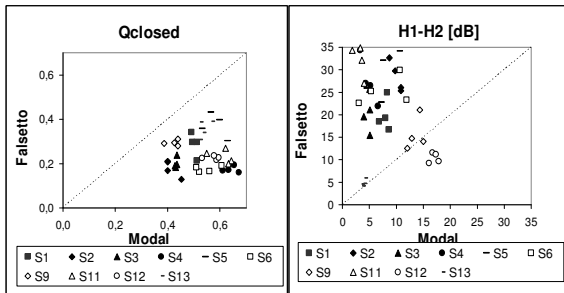 Qclosed
Falsetto
0,6
0,4
0,2
0,0
0,0 0,2 0,4 0,6
Modal
S1 S2 S3 S4 S5 S6
S9 S11 S12 S13
H1-H2 [dB]
Falsetto
35
30
25
20
15
10
5
0
0 5 10 15 20 25 30 35
Modal
S1 S2 S3 S4 S5 S6
S9 S11 S12 S13